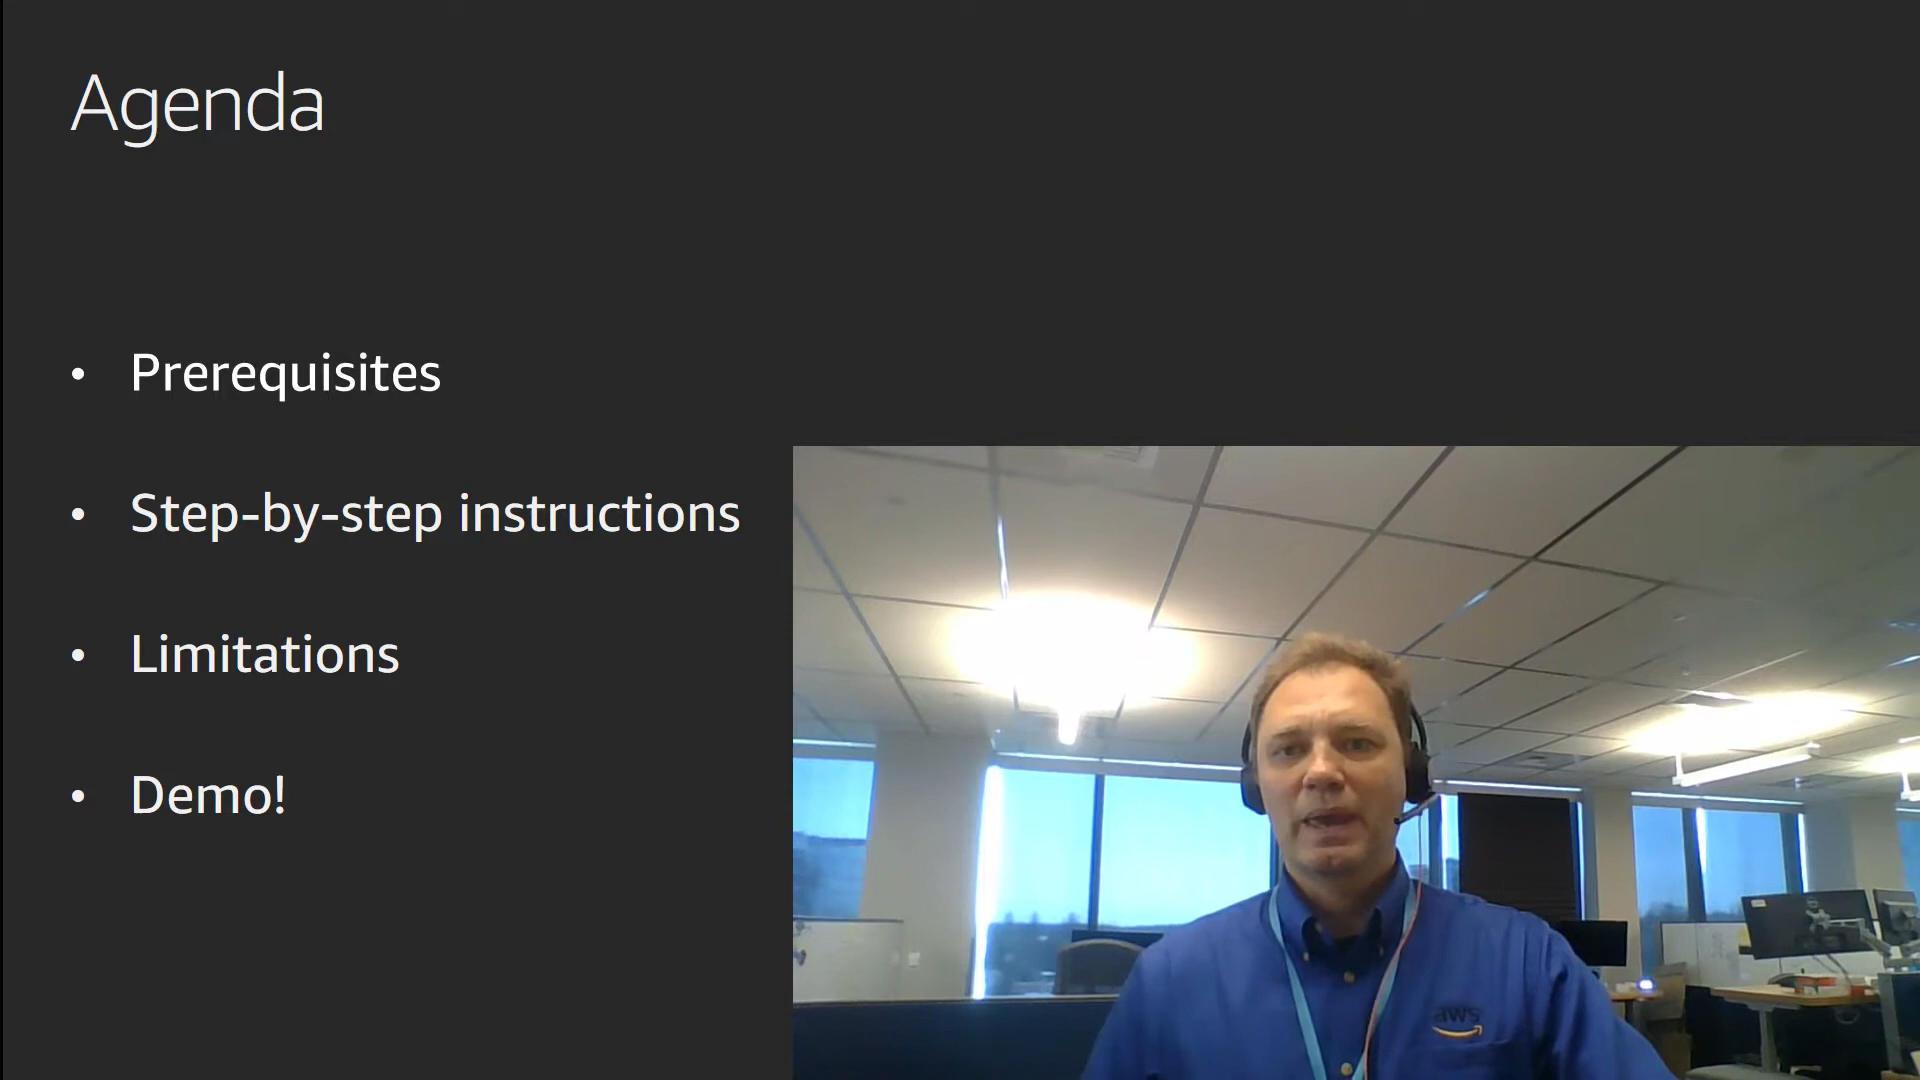 Agenda
• Prerequisites
• Step-by-step instructions
• Limitations
• Demo!
aws